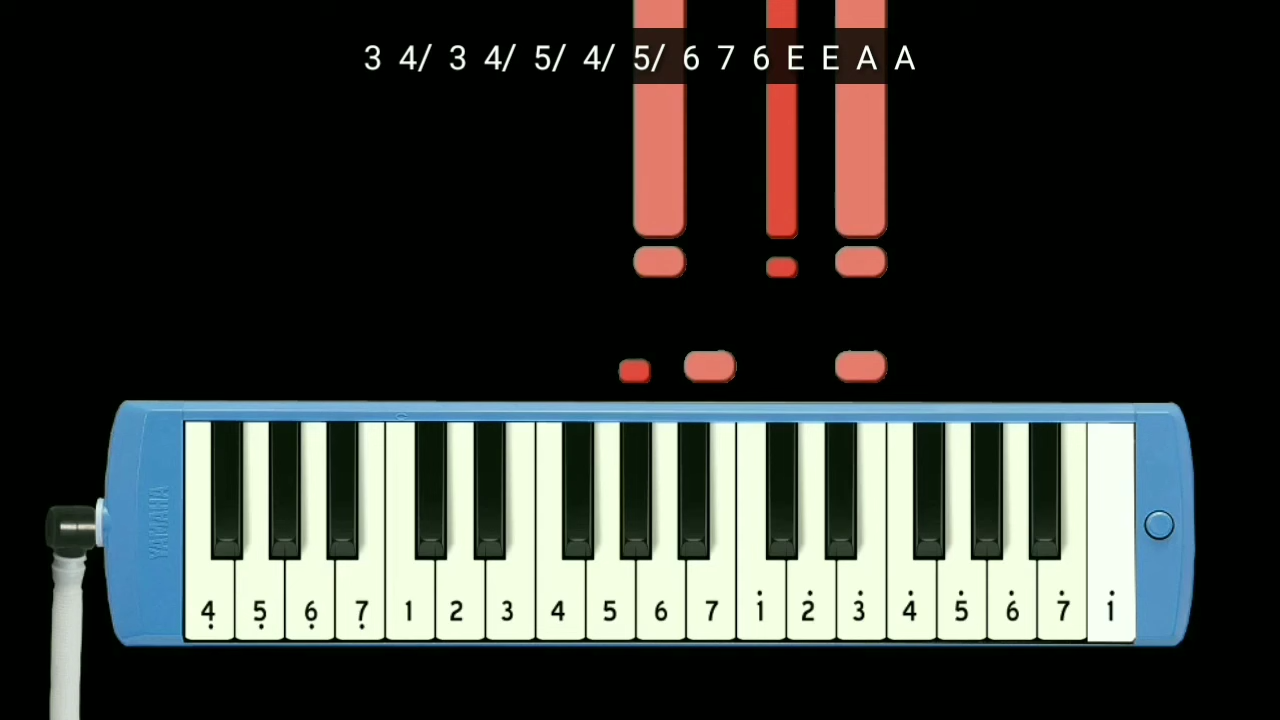 3 4/ 3 4/ 5/ 4/ 5/ 6 7 6 E E A A
YAMAHA
4̣ 5̣ 6̣ 7̣ 1 2 3 4 5 6 7 1̇ 2̇ 3̇ 4̇ 5̇ 6̇ 7̇ 1̇